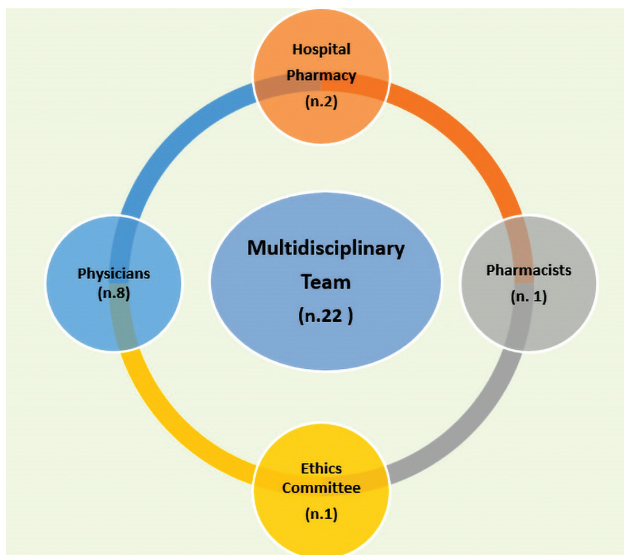 Hospital
Pharmacy
(n.2)
Multidisciplinary
Team
(n.22 )
Physicians
(n.8)
Pharmacists
(n. 1)
Ethics
Committee
(n.1)